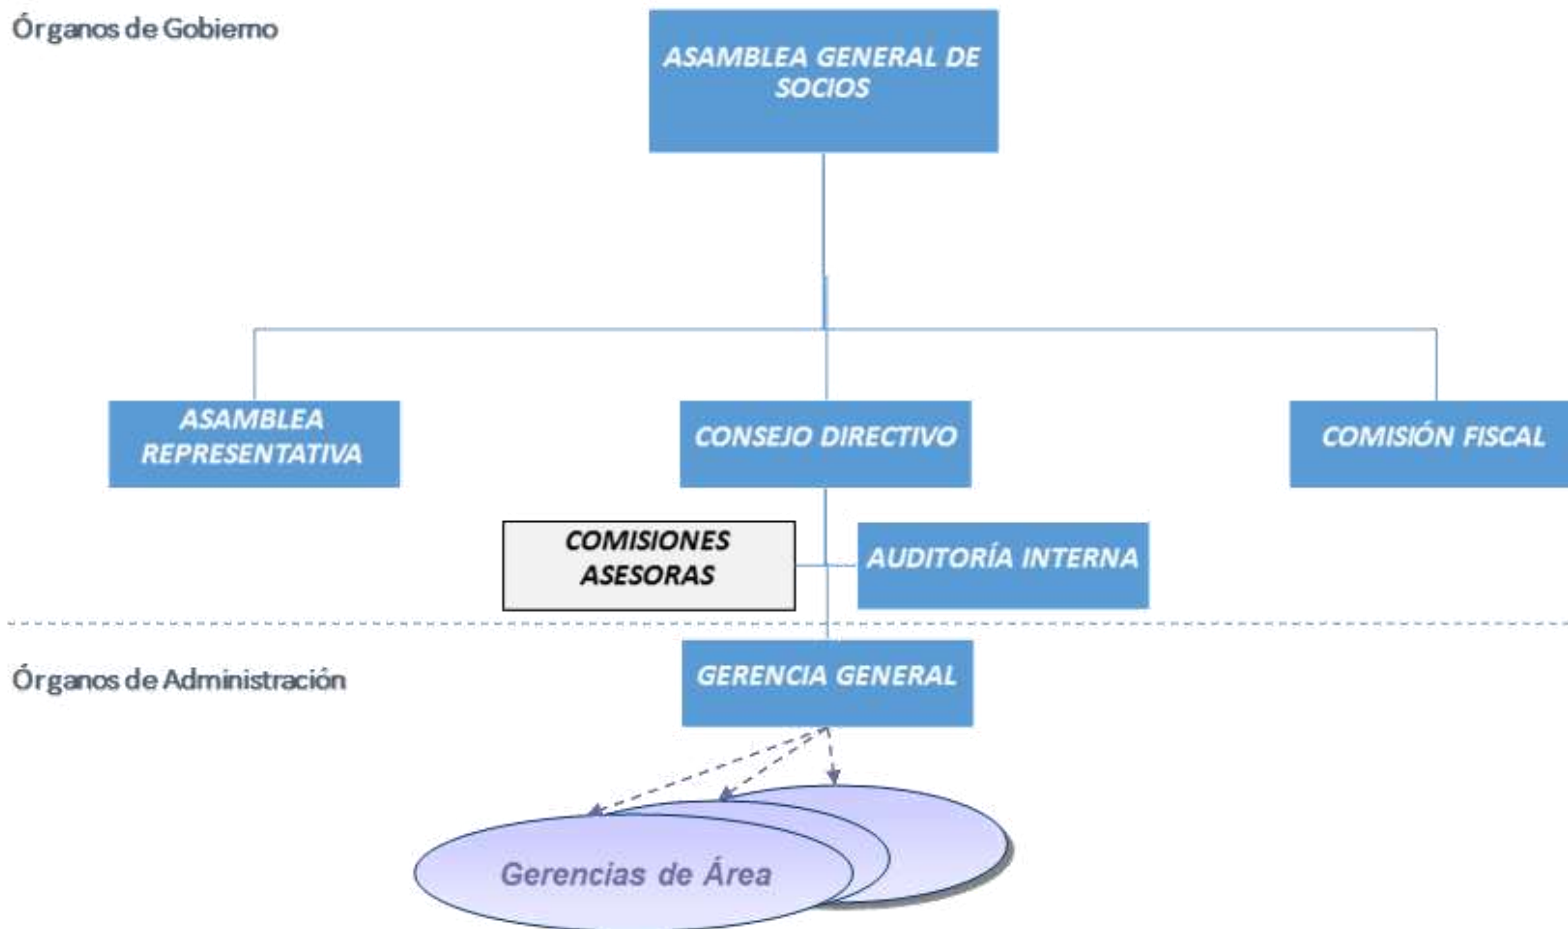 Órganos de Gobierno
ASAMBLEA GENERAL DE
SOCIOS
ASAMBLEA
REPRESENTATIVA
CONSEJO DIRECTIVO
COMISIÓN FISCAL
COMISIONES
ASESORAS
AUDITORÍA INTERNA
Órganos de Administración
GERENCIA GENERAL
Gerencias de Área